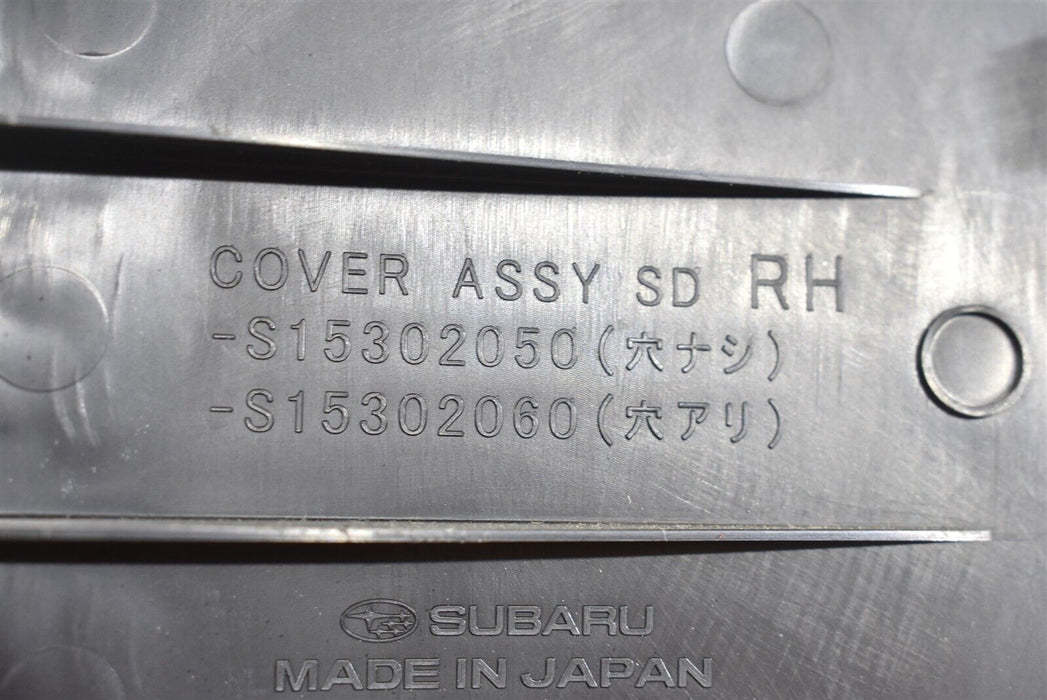 COVER ASSY SD RH
-S15302050(穴ナシ)
-S15302060(穴アリ)
SUBARU
MADE IN JAPAN